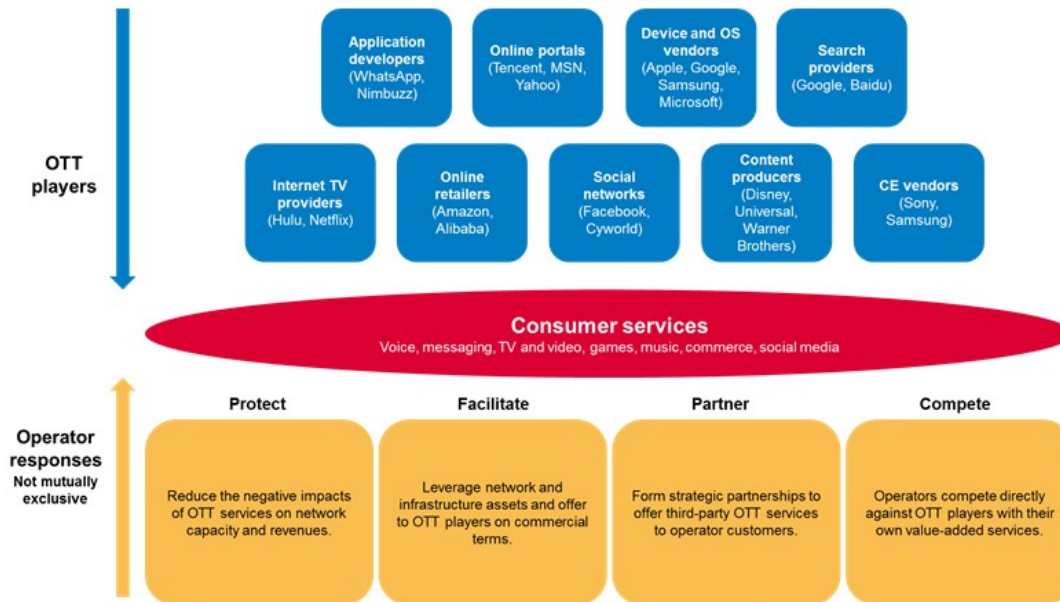 Application
developers
(WhatsApp,
Nimbuzz)
Online portals
(Tencent, MSN,
Yahoo)
Device and OS
vendors
(Apple, Google,
Samsung,
Microsoft)
Search
providers
(Google, Baidu)
OTT
players
Internet TV
providers
(Hulu, Netflix)
Online
retailers
(Amazon,
Alibaba)
Social
networks
(Facebook,
Cyworld)
Content
producers
(Disney,
Universal,
Warner
Brothers)
CE vendors
(Sony,
Samsung)
Consumer services
Voice, messaging, TV and video, games, music, commerce, social media
Operator
responses
Not mutually
exclusive
Protect
Reduce the negative impacts
of OTT services on network
capacity and revenues.
Facilitate
Leverage network and
infrastructure assets and offer
to OTT players on commercial
terms.
Partner
Form strategic partnerships to
offer third-party OTT services
to operator customers.
Compete
Operators compete directly
against OTT players with their
own value-added services.